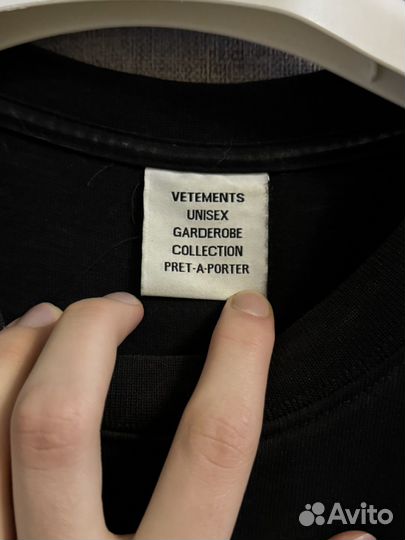 VETEMENTS
UNISEX
GARDEROBE
COLLECTION
PRET-A-PORTER
Avito